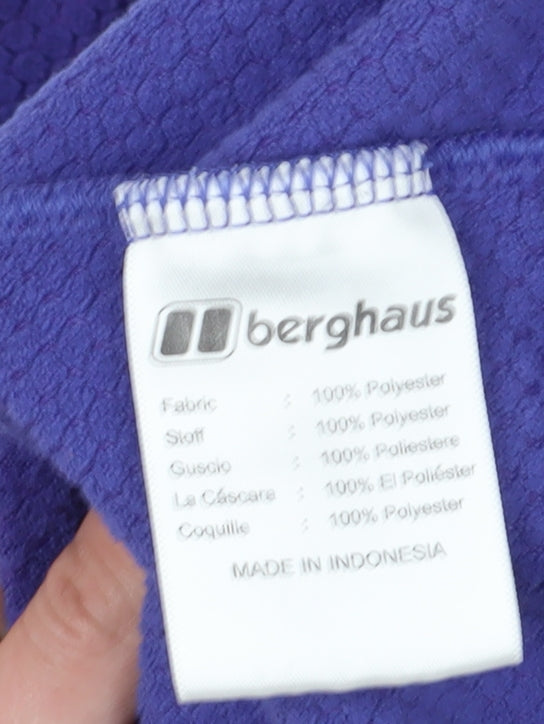 berghaus
Fabric : 100% Polyester
Stoff : 100% Polyester
Guscio : 100% Poliestere
La Cáscara : 100% El Poliéster
Coquille : 100% Polyester
MADE IN INDONESIA